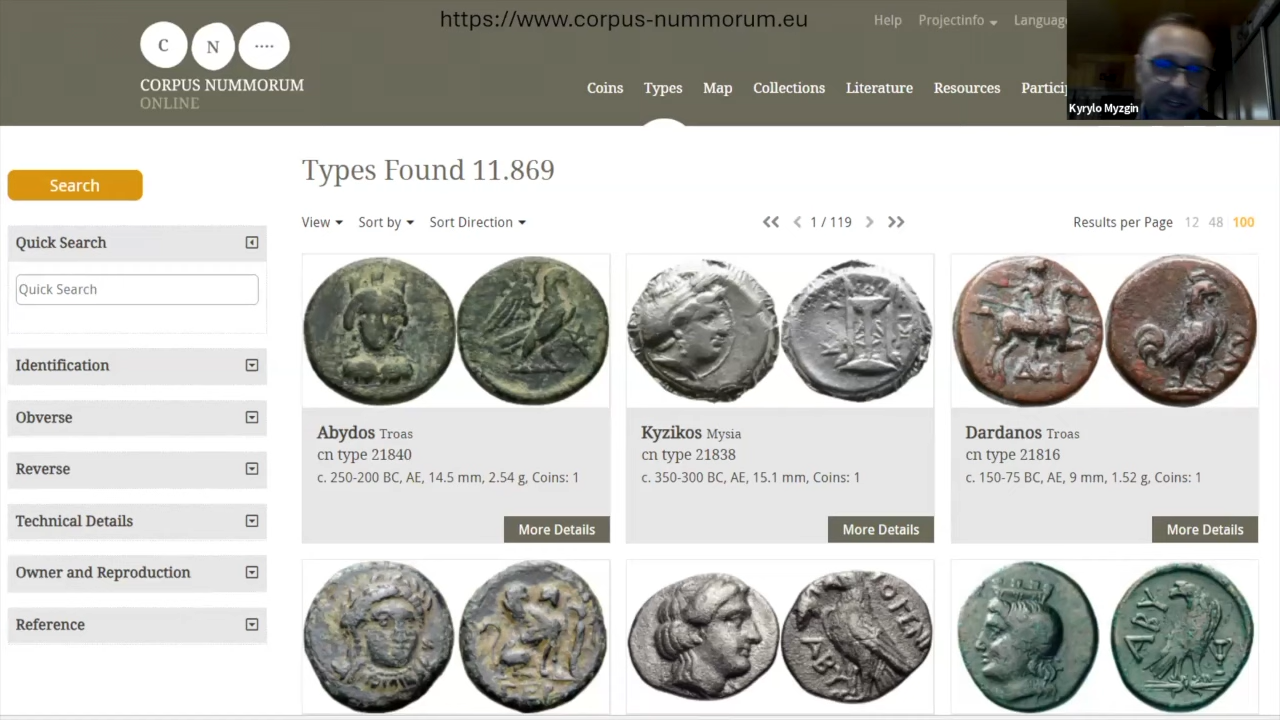 https://www.corpus-nummorum.eu
Help Projectinfo Language
C N ....
CORPUS NUMMORUM
ONLINE
Coins Types Map Collections Literature Resources
Kyrylo Myzgin
Types Found 11.869
Search
View Sort by Sort Direction 1 / 119 Results per Page 12 48 100
Quick Search
Quick Search
Identification
Obverse
Reverse
Technical Details
Owner and Reproduction
Reference
Abydos Troas
cn type 21840
c. 250-200 BC, AE, 14.5 mm, 2.54 g, Coins: 1
More Details
Kyzikos Mysia
cn type 21838
c. 350-300 BC, AE, 15.1 mm, Coins: 1
More Details
Dardanos Troas
cn type 21816
c. 150-75 BC, AE, 9 mm, 1.52 g, Coins: 1
More Details
ABY
ABY